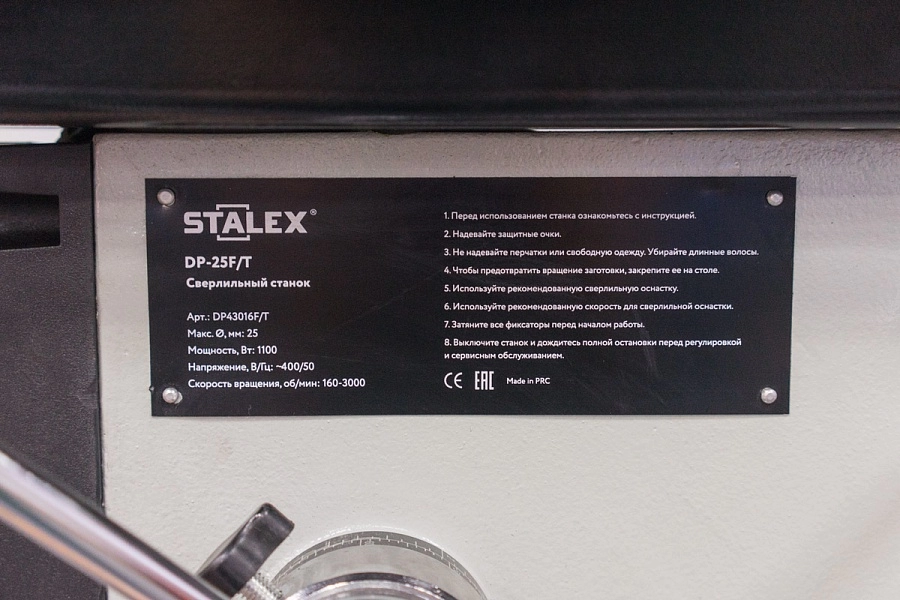 STALEX®
DP-25F/T
Сверлильный станок
Арт.: DP43016F/T
Макс. Ø, мм: 25
Мощность, Вт: 1100
Напряжение, В/Гц: ~400/50
Скорость вращения, об/мин: 160-3000
1. Перед использованием станка ознакомьтесь с инструкцией.
2. Надевайте защитные очки.
3. Не надевайте перчатки или свободную одежду. Убирайте длинные волосы.
4. Чтобы предотвратить вращение заготовки, закрепите ее на столе.
5. Используйте рекомендованную сверлильную оснастку.
6. Используйте рекомендованную скорость для сверлильной оснастки.
7. Затяните все фиксаторы перед началом работы.
8. Выключите станок и дождитесь полной остановки перед регулировкой
и сервисным обслуживанием.
CE EAC Made in PRC